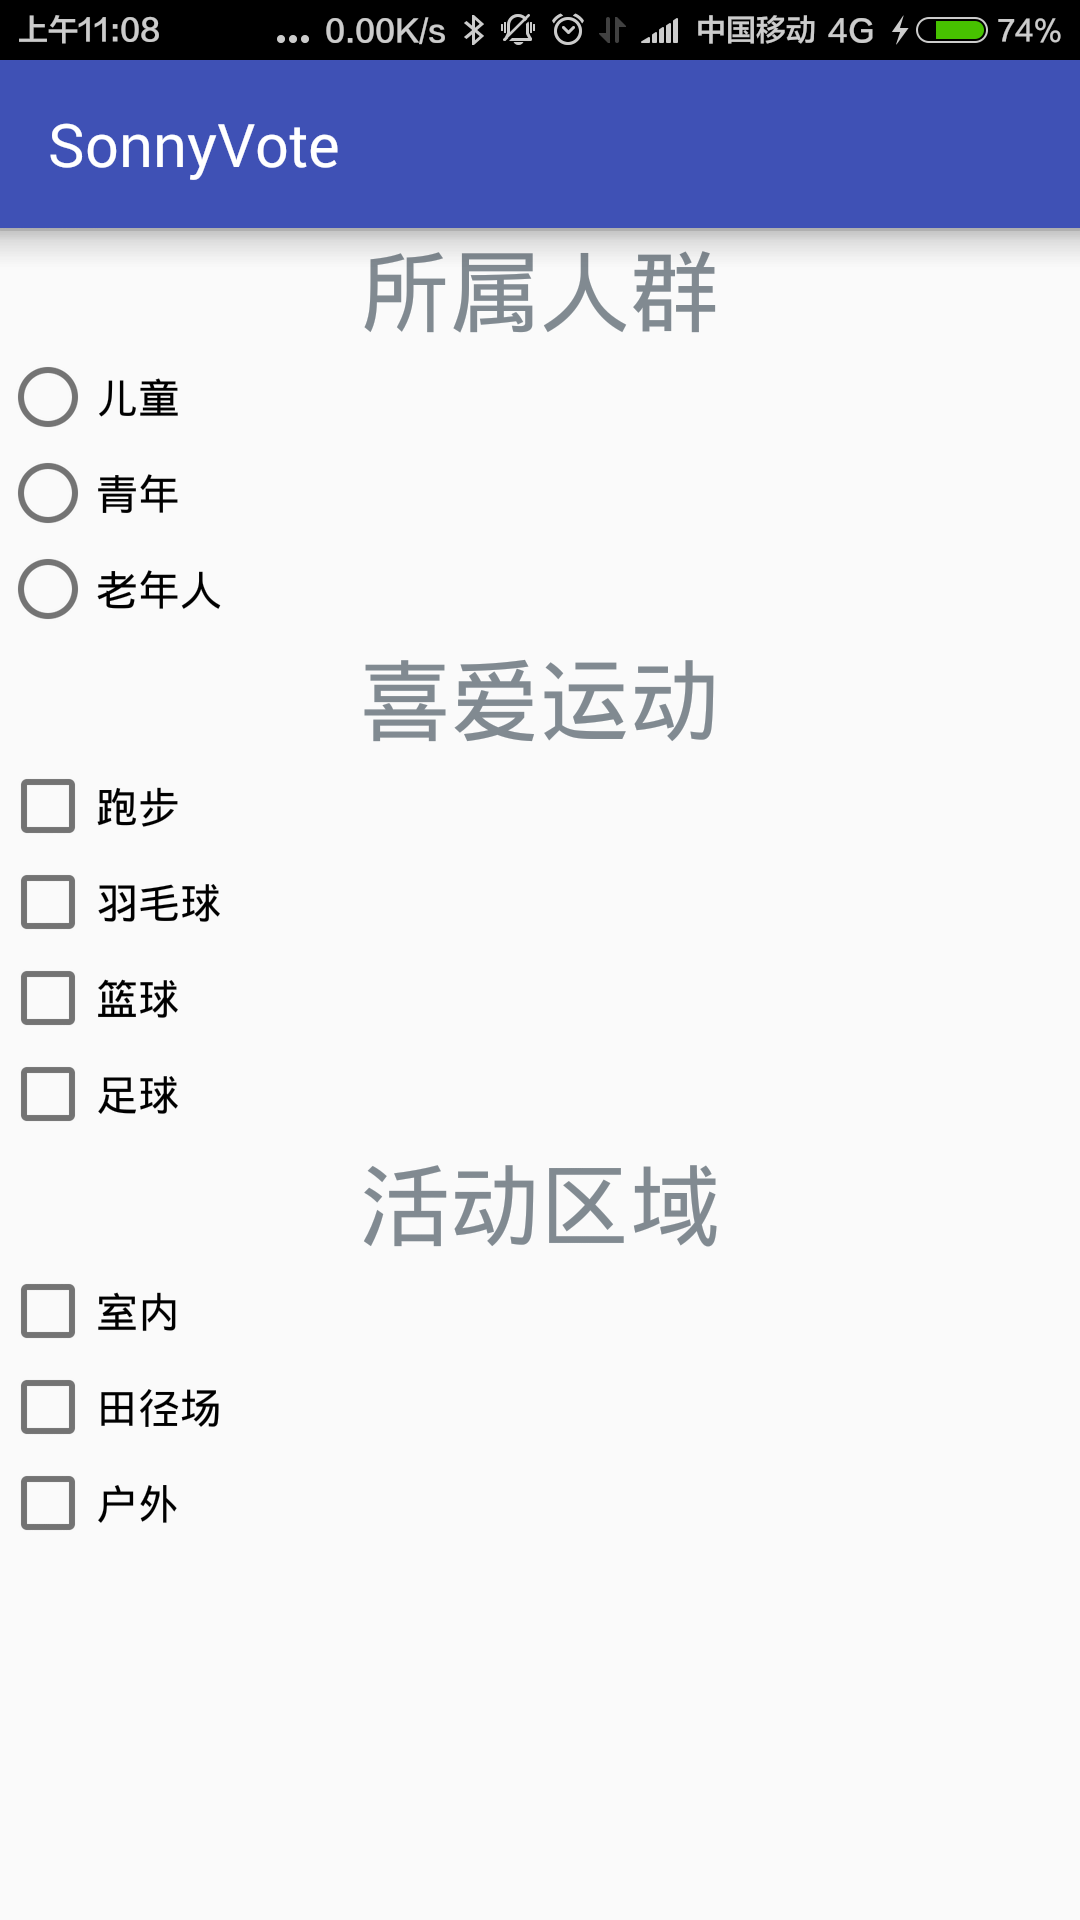 上午11:08 ... 0.00K/s 中国移动 4G 74%
SonnyVote
所属人群
儿童
青年
老年人
喜爱运动
跑步
羽毛球
篮球
足球
活动区域
室内
田径场
户外